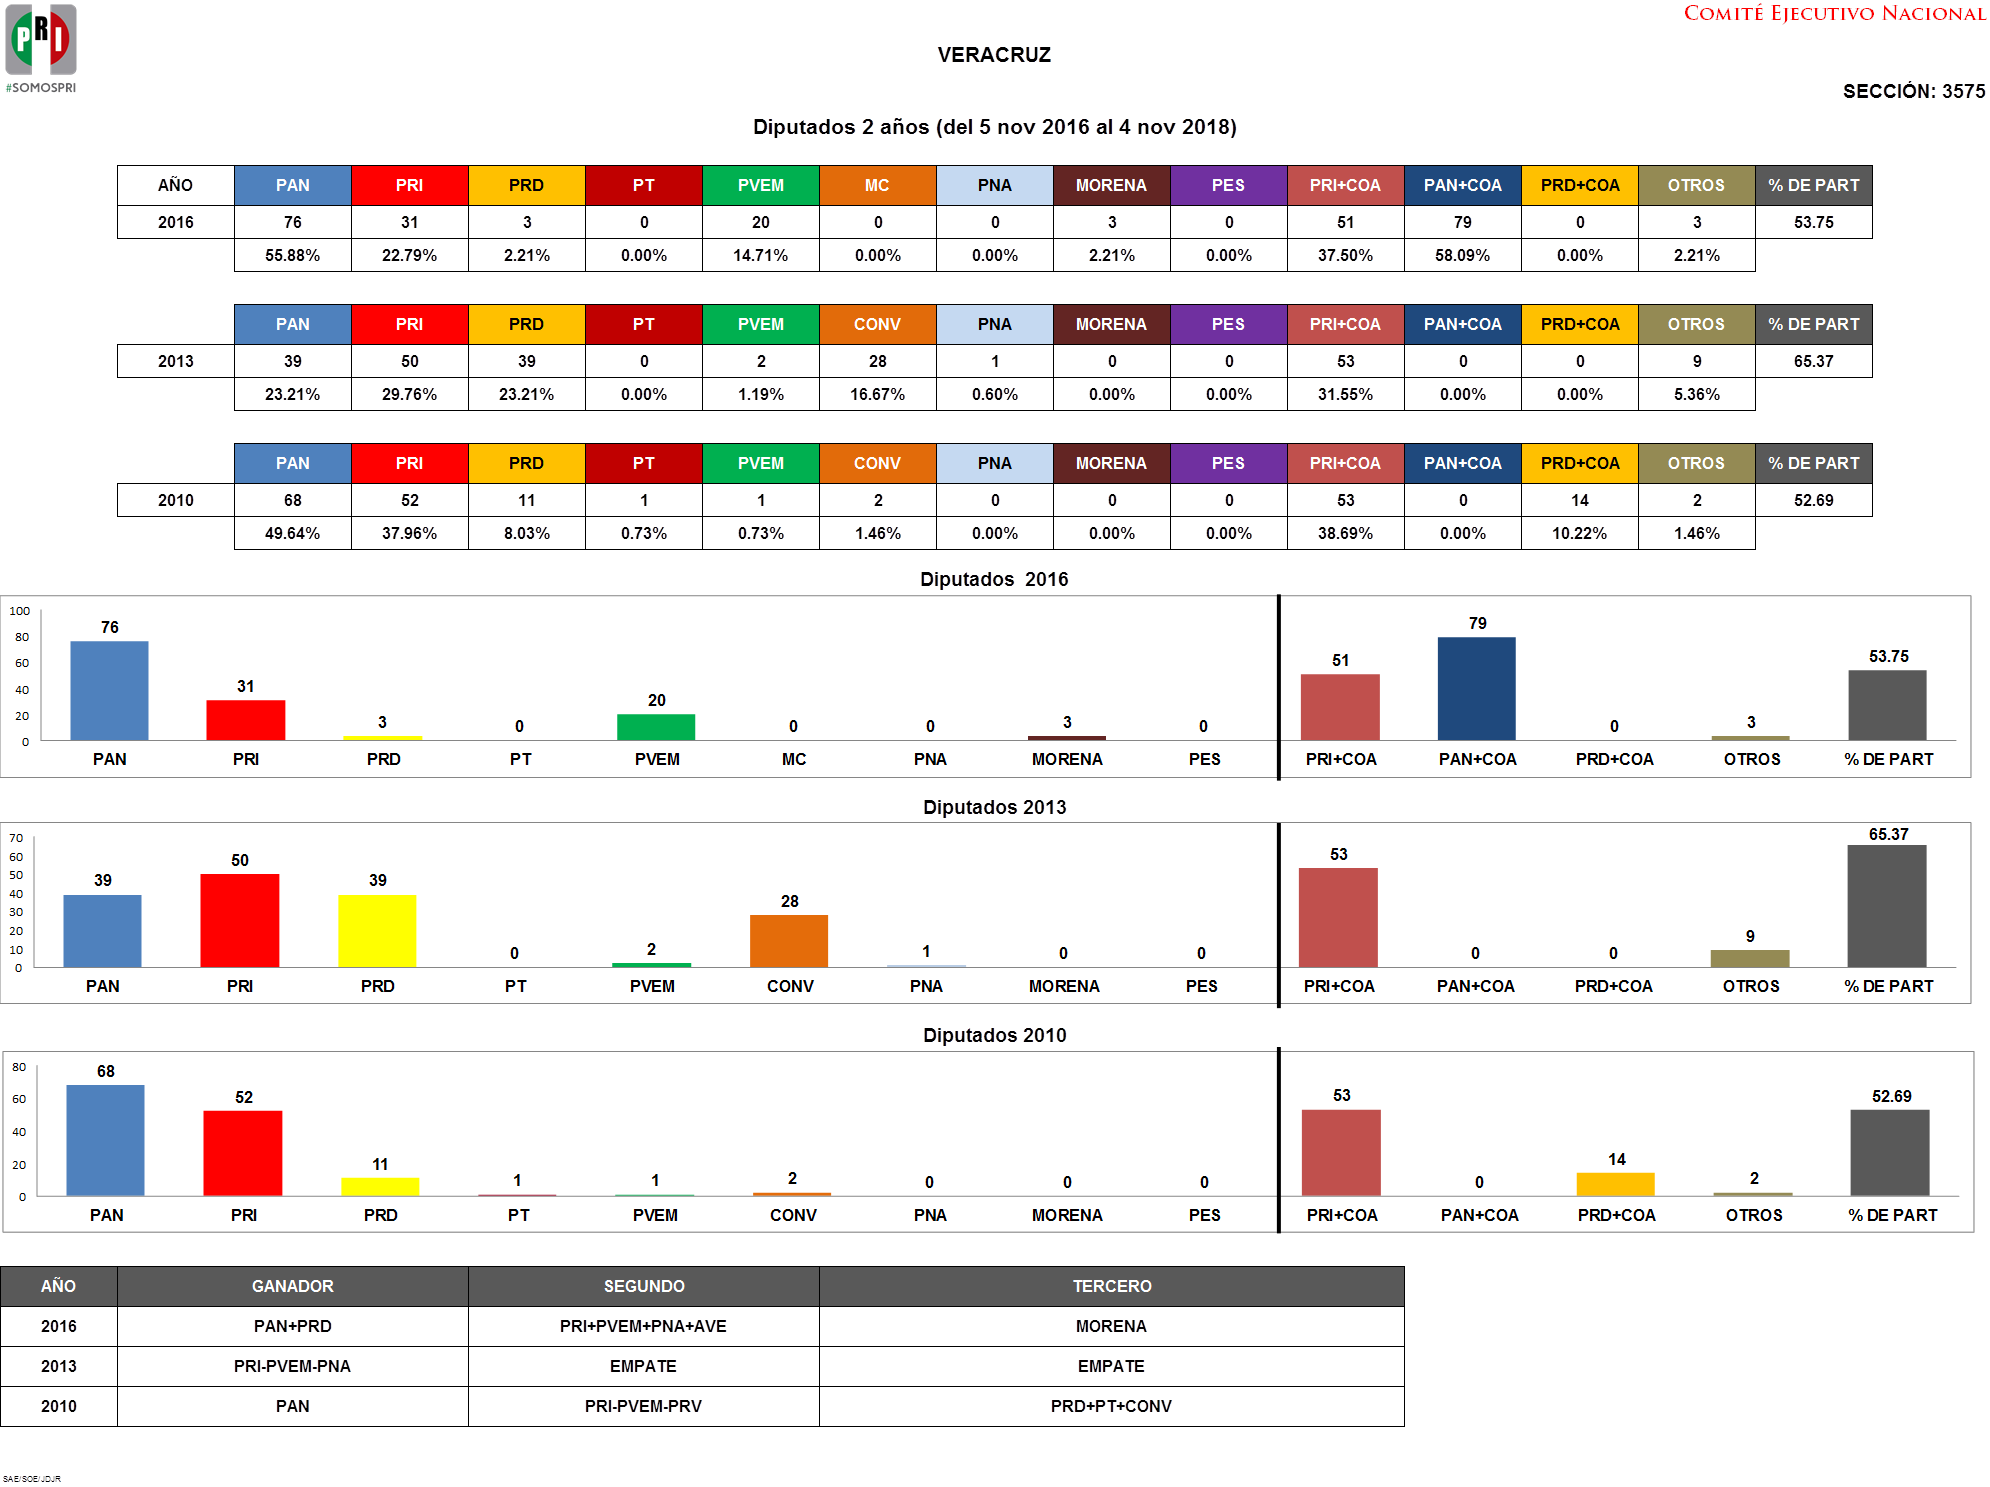 PRI
#SOMOSPRI
COMITÉ EJECUTIVO NACIONAL
VERACRUZ
SECCIÓN: 3575
Diputados 2 años (del 5 nov 2016 al 4 nov 2018)
AÑO PAN PRI PRD PT PVEM MC PNA MORENA PES PRI+COA PAN+COA PRD+COA OTROS % DE PART
2016 76 31 3 0 20 0 0 3 0 51 79 0 3 53.75
55.88% 22.79% 2.21% 0.00% 14.71% 0.00% 0.00% 2.21% 0.00% 37.50% 58.09% 0.00% 2.21%
PAN PRI PRD PT PVEM CONV PNA MORENA PES PRI+COA PAN+COA PRD+COA OTROS % DE PART
2013 39 50 39 0 2 28 1 0 0 53 0 0 9 65.37
23.21% 29.76% 23.21% 0.00% 1.19% 16.67% 0.60% 0.00% 0.00% 31.55% 0.00% 0.00% 5.36%
PAN PRI PRD PT PVEM CONV PNA MORENA PES PRI+COA PAN+COA PRD+COA OTROS % DE PART
2010 68 52 11 1 1 2 0 0 0 53 0 14 2 52.69
49.64% 37.96% 8.03% 0.73% 0.73% 1.46% 0.00% 0.00% 0.00% 38.69% 0.00% 10.22% 1.46%
Diputados 2016
100
80
60
40
20
0
76 31 3 0 20 0 0 3 0 51 79 0 3 53.75
PAN PRI PRD PT PVEM MC PNA MORENA PES PRI+COA PAN+COA PRD+COA OTROS % DE PART
Diputados 2013
70
60
50
40
30
20
10
0
39 50 39 0 2 28 1 0 0 53 0 0 9 65.37
PAN PRI PRD PT PVEM CONV PNA MORENA PES PRI+COA PAN+COA PRD+COA OTROS % DE PART
Diputados 2010
80
60
40
20
0
68 52 11 1 1 2 0 0 0 53 0 14 2 52.69
PAN PRI PRD PT PVEM CONV PNA MORENA PES PRI+COA PAN+COA PRD+COA OTROS % DE PART
AÑO GANADOR SEGUNDO TERCERO
2016 PAN+PRD PRI+PVEM+PNA+AVE MORENA
2013 PRI-PVEM-PNA EMPATE EMPATE
2010 PAN PRI-PVEM-PRV PRD+PT+CONV
SAE/SOE/JDJR